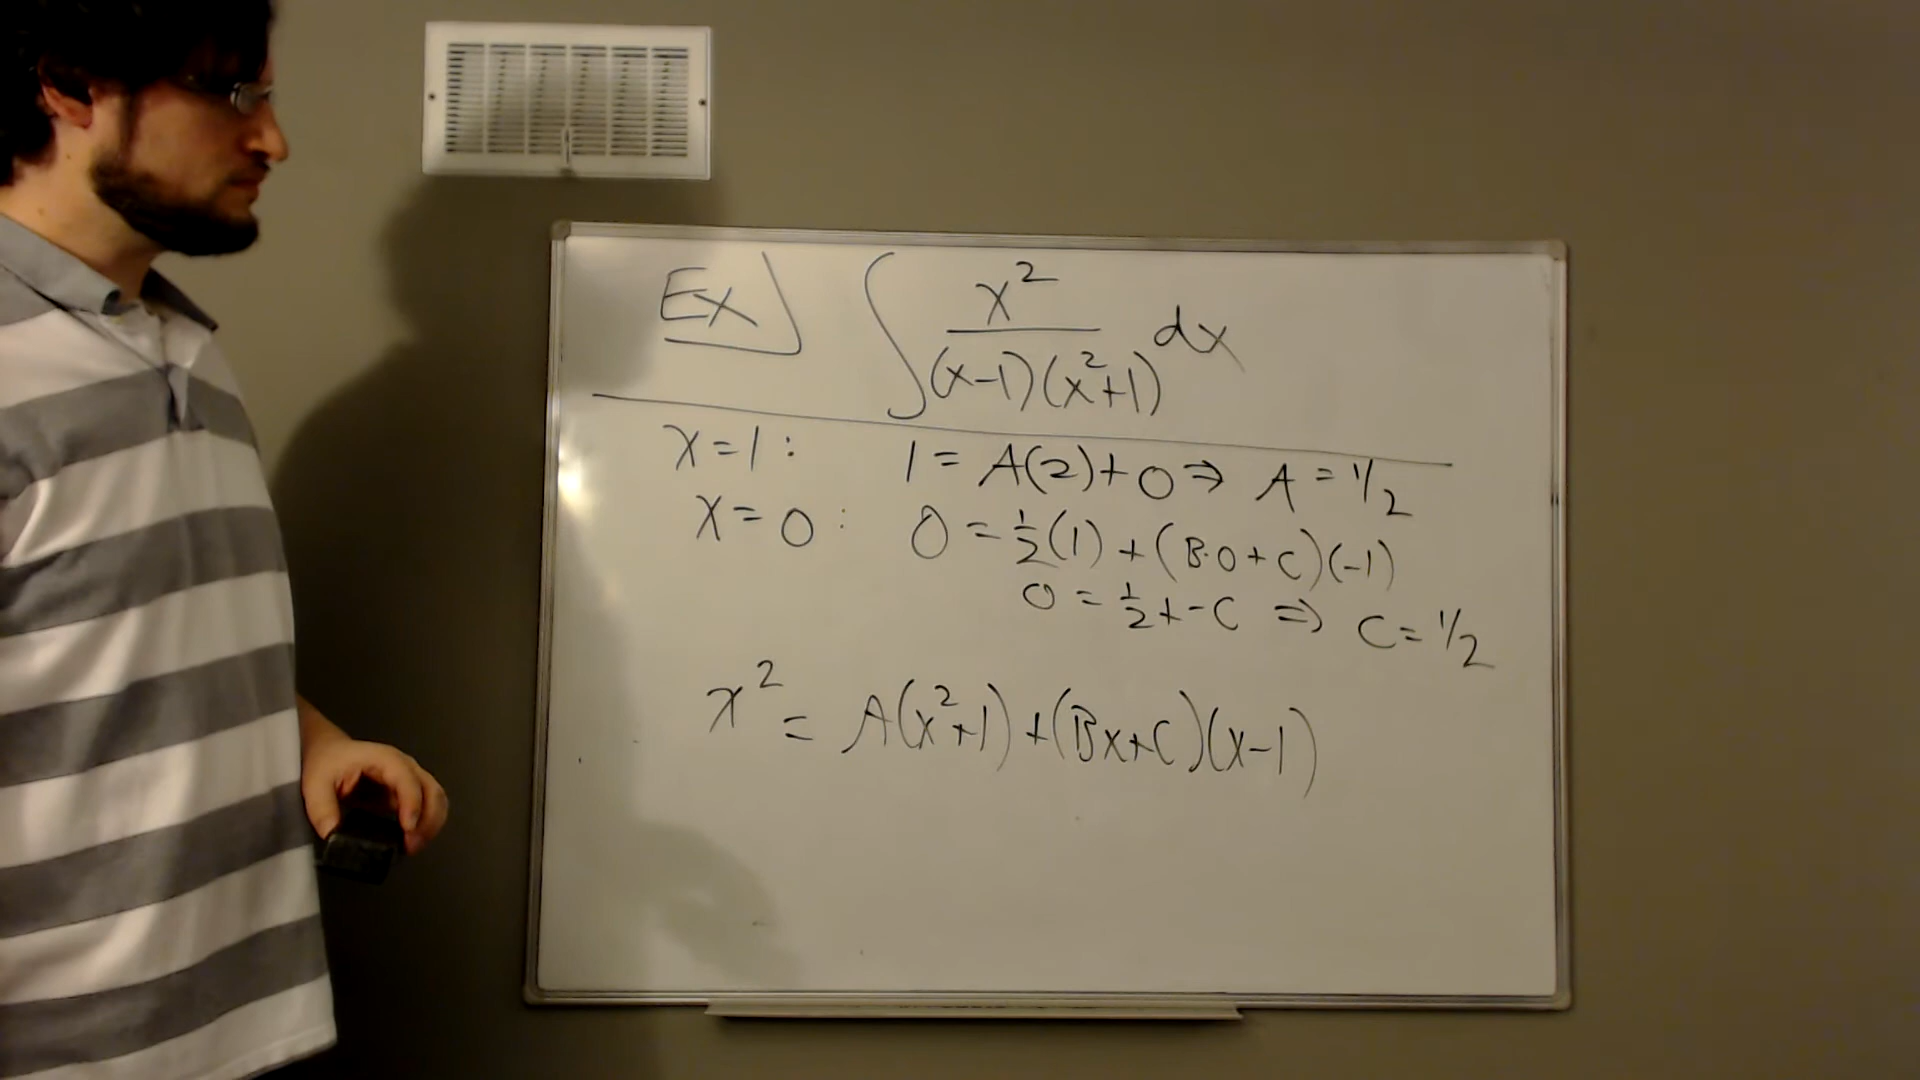 Ex ∫ x²/((x-1)(x²+1)) dx
x=1: 1 = A(2)+0 ⇒ A = 1/2
x=0: 0 = 1/2(1) + (B·0+C)(-1)
0 = 1/2 + -C ⇒ C = 1/2
x² = A(x²+1) + (Bx+C)(x-1)